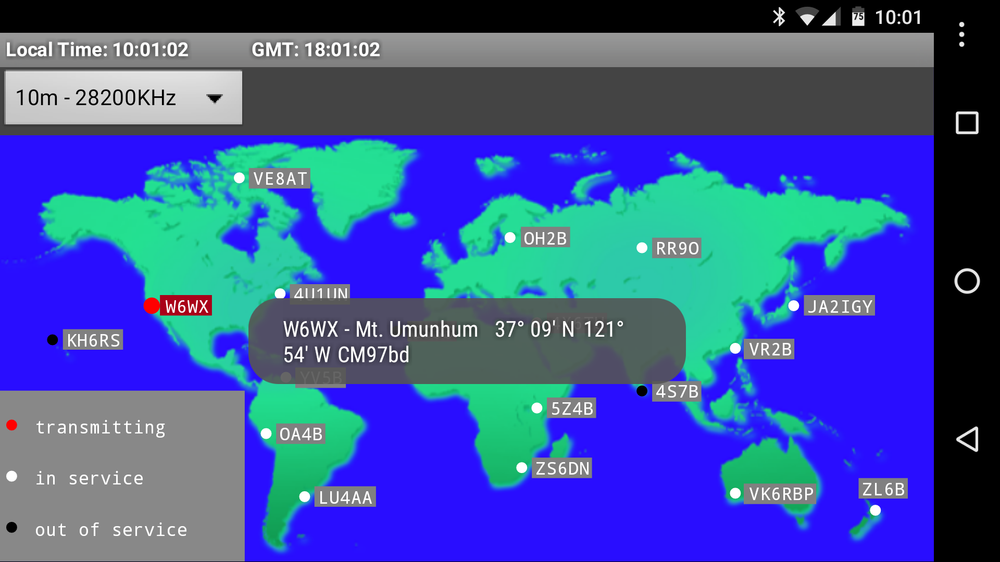 75 10:01
Local Time: 10:01:02 GMT: 18:01:02
10m - 28200KHz
VE8AT
OH2B
RR9O
4U1UN
W6WX
JA2IGY
W6WX - Mt. Umunhum 37° 09' N 121°
54' W CM97bd
KH6RS
VR2B
YV5B
4S7B
5Z4B
OA4B
ZS6DN
LU4AA
VK6RBP
ZL6B
transmitting
in service
out of service